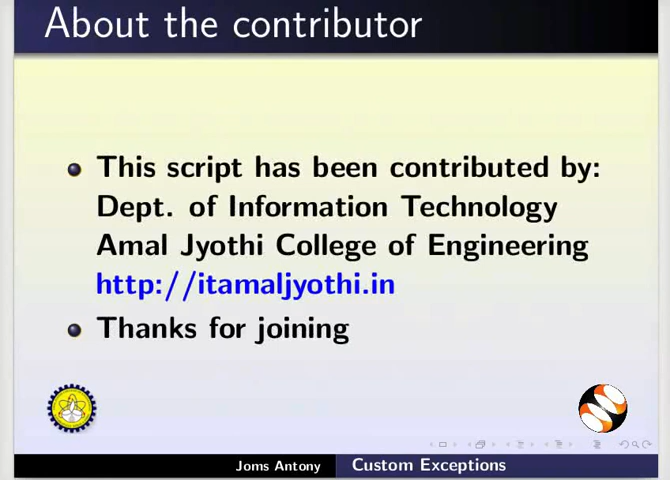 About the contributor
This script has been contributed by:
Dept. of Information Technology
Amal Jyothi College of Engineering
http://itamaljyothi.in
Thanks for joining
Joms Antony Custom Exceptions